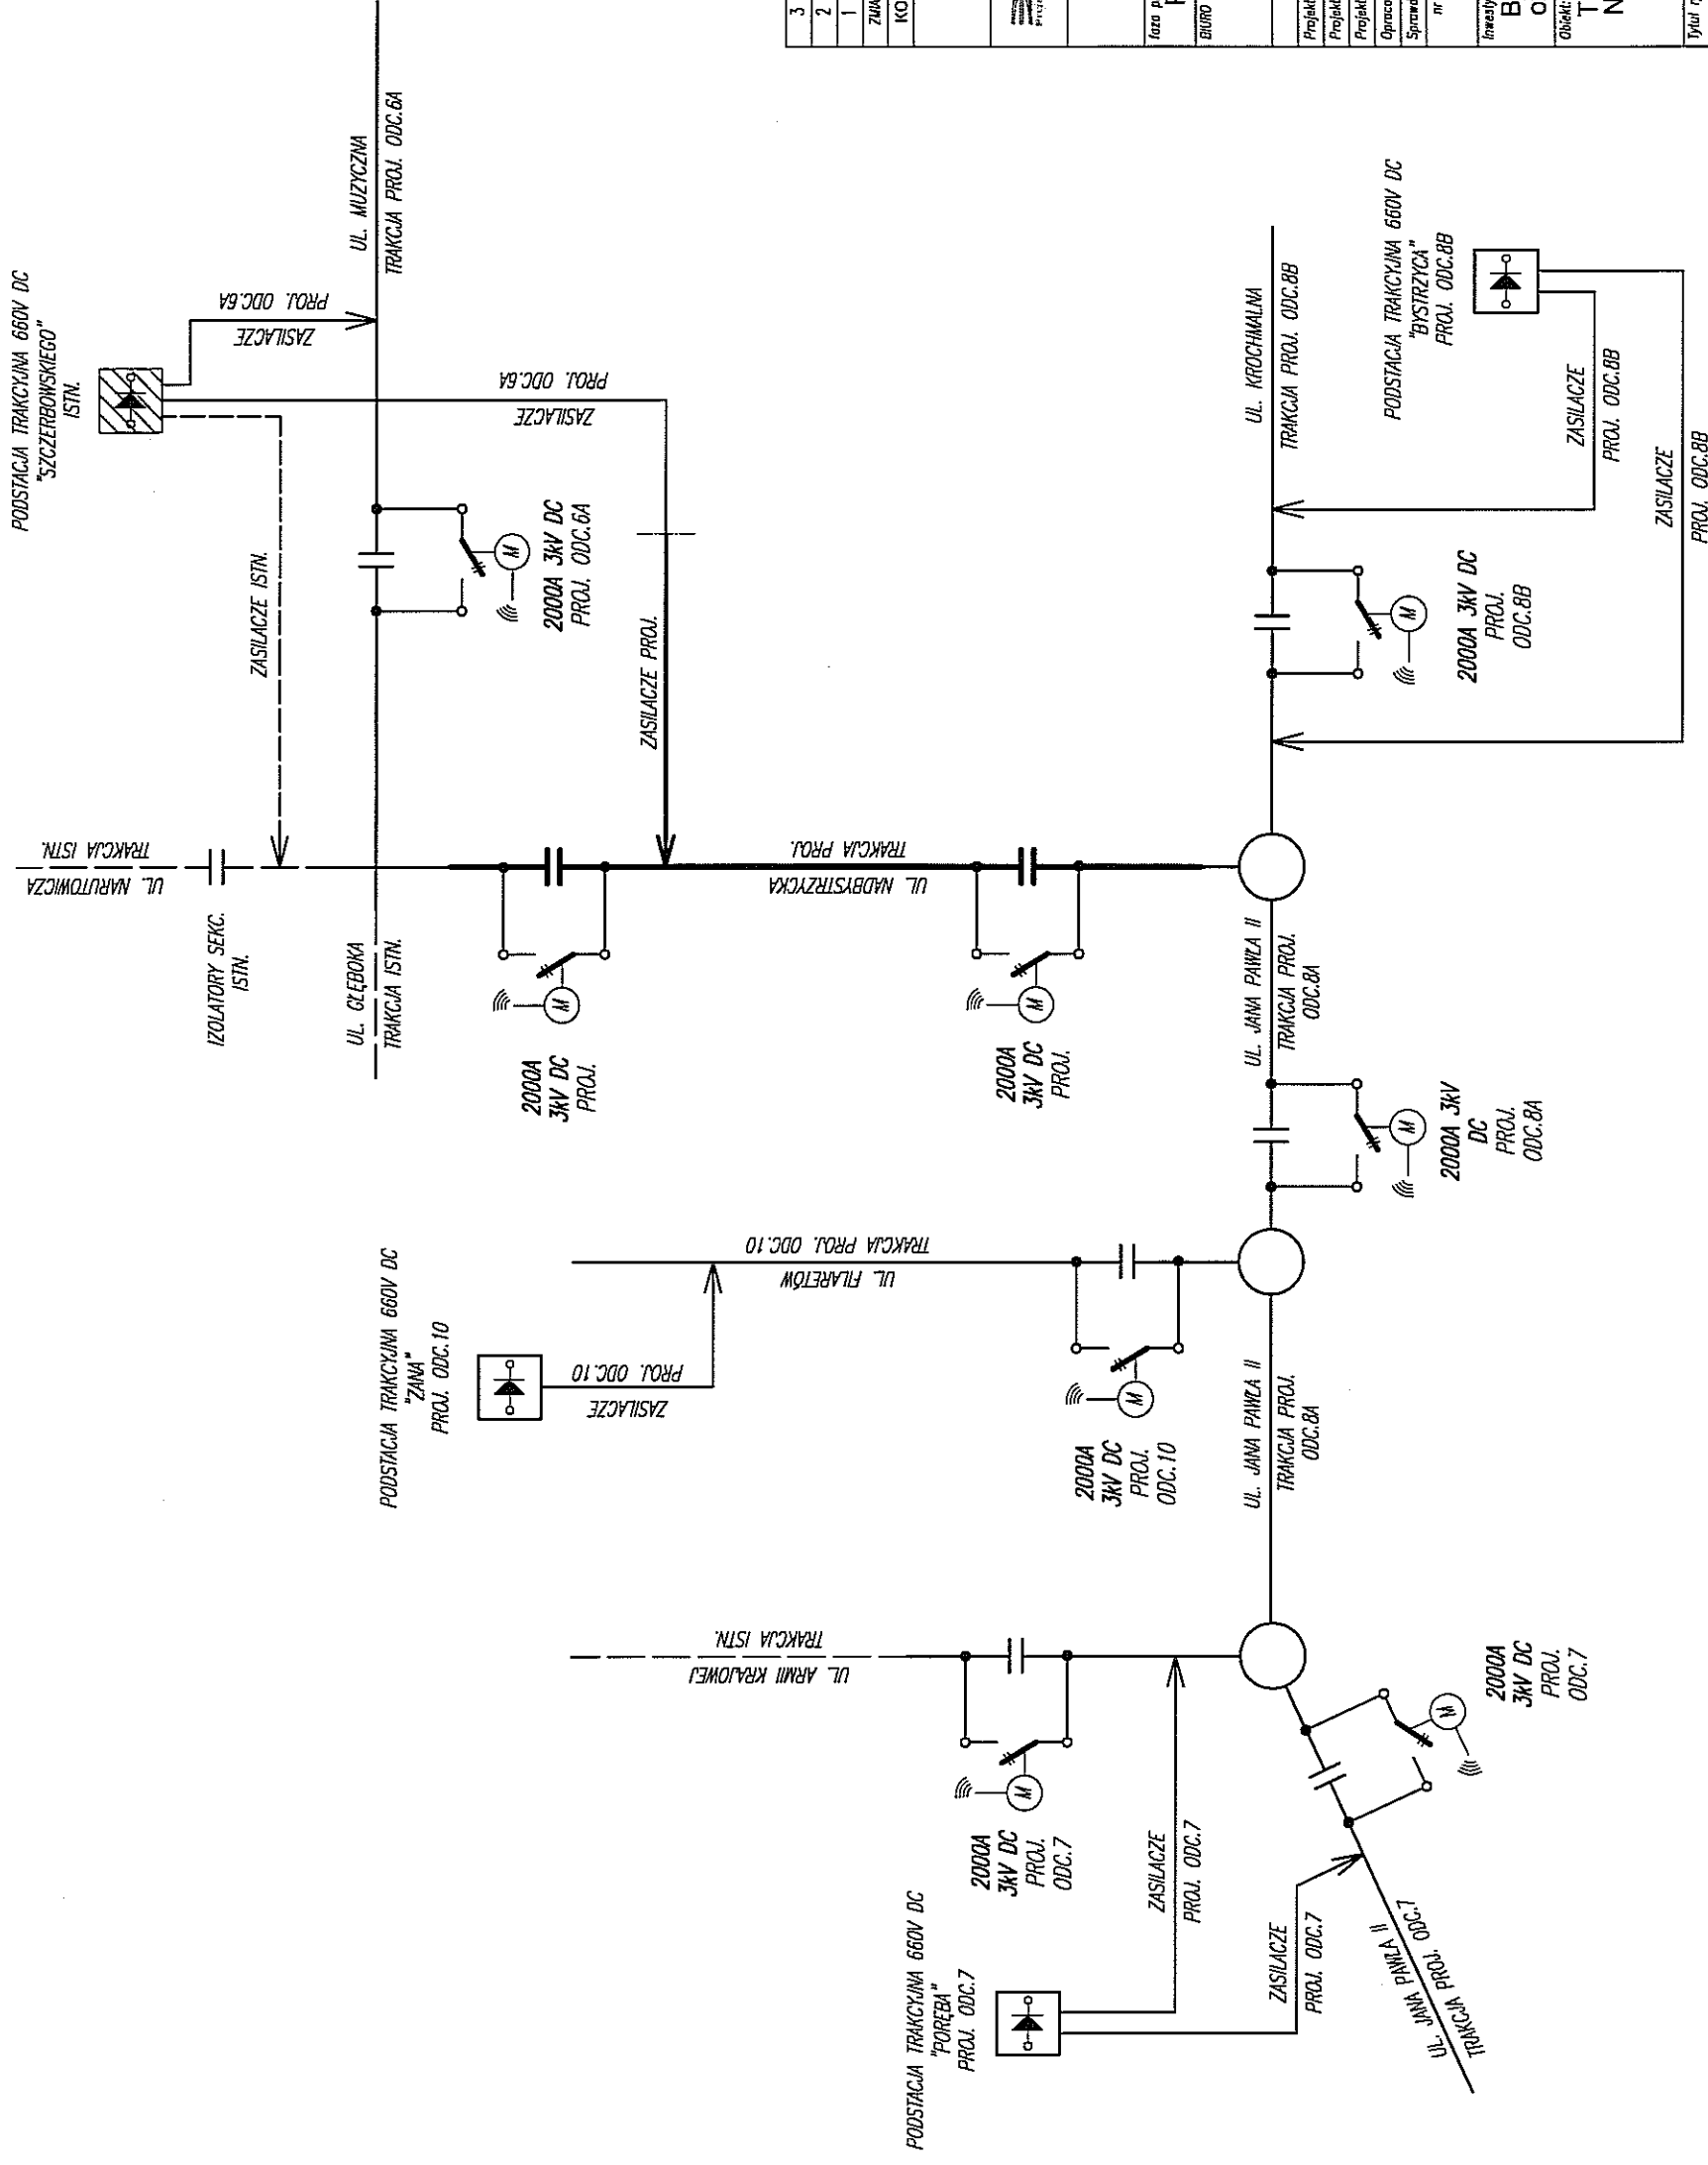 PODSTACJA TRAKCYJNA 660V DC
"SZCZERBOWSKIEGO"
ISTN.
ZASILACZE
PROJ. ODC.6A
UL. MUZYCZNA
TRAKCJA PROJ. ODC.6A
ZASILACZE
PROJ. ODC.6A
ZASILACZE ISTN.
M
2000A 3kV DC
PROJ. ODC.6A
ZASILACZE PROJ.
UL. NARUTOWICZA
TRAKCJA ISTN.
IZOLATORY SEKC.
ISTN.
UL. GŁĘBOKA
TRAKCJA ISTN.
M
2000A
3kV DC
PROJ.
UL. NADBYSTRZYCKA
TRAKCJA PROJ.
M
2000A
3kV DC
PROJ.
UL. KROCHMALNA
TRAKCJA PROJ. ODC.8B
PODSTACJA TRAKCYJNA 660V DC
"BYSTRZYCA"
PROJ. ODC.8B
ZASILACZE
PROJ. ODC.8B
ZASILACZE
PROJ. ODC.8B
M
2000A 3kV DC
PROJ.
ODC.8B
UL. JANA PAWŁA II
TRAKCJA PROJ.
ODC.8A
M
2000A 3kV
DC
PROJ.
ODC.8A
PODSTACJA TRAKCYJNA 660V DC
"ZANA"
PROJ. ODC.10
ZASILACZE
PROJ. ODC.10
UL. FILARETÓW
TRAKCJA PROJ. ODC.10
M
2000A
3kV DC
PROJ.
ODC.10
UL. JANA PAWŁA II
TRAKCJA PROJ.
ODC.8A
UL. ARMII KRAJOWEJ
TRAKCJA ISTN.
M
2000A
3kV DC
PROJ.
ODC.7
M
2000A
3kV DC
PROJ.
ODC.7
PODSTACJA TRAKCYJNA 660V DC
"PORĘBA"
PROJ. ODC.7
ZASILACZE
PROJ. ODC.7
ZASILACZE
PROJ. ODC.7
UL. JANA PAWŁA II
TRAKCJA PROJ. ODC.7
3
2
1
BIURO
nr